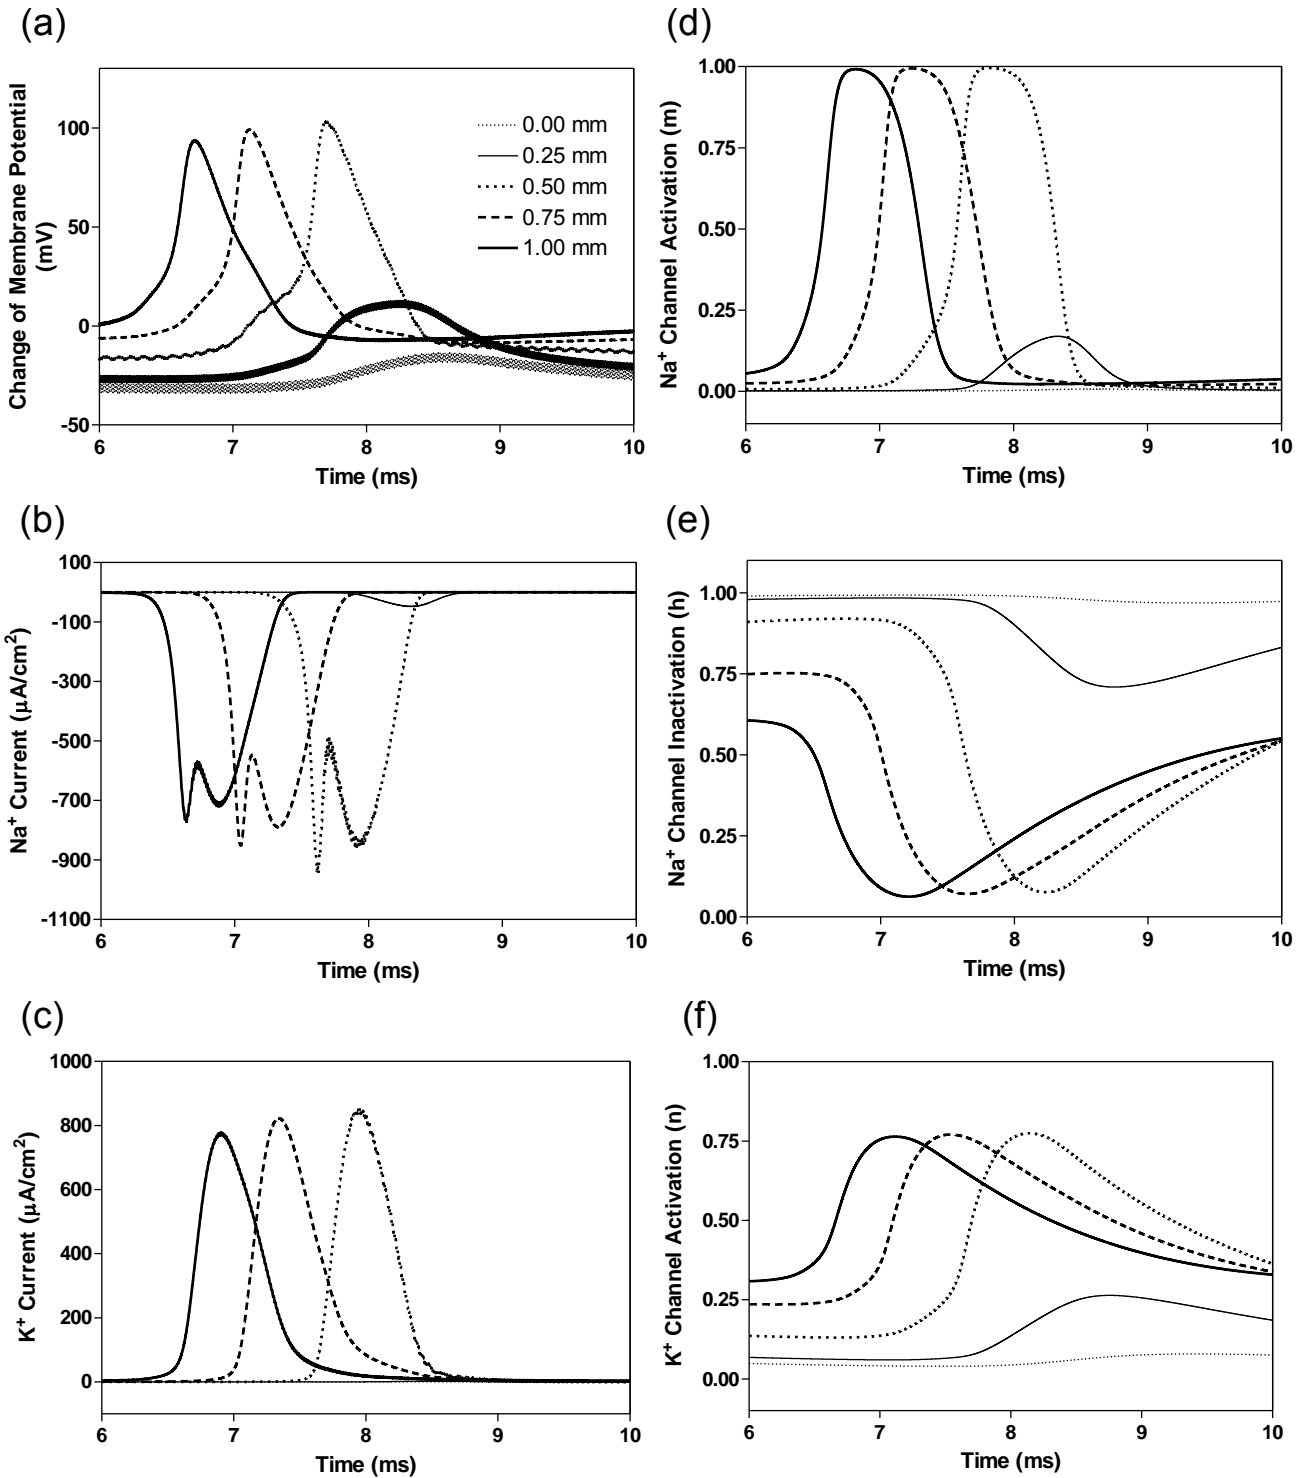 (a)
Change of Membrane Potential
(mV)
100
50
0
-50
6 7 8 9 10
Time (ms)
0.00 mm
0.25 mm
0.50 mm
0.75 mm
1.00 mm
(d)
Na⁺ Channel Activation (m)
1.00
0.75
0.50
0.25
0.00
6 7 8 9 10
Time (ms)
(b)
Na⁺ Current (μA/cm²)
100
-100
-300
-500
-700
-900
-1100
6 7 8 9 10
Time (ms)
(e)
Na⁺ Channel Inactivation (h)
1.00
0.75
0.50
0.25
0.00
6 7 8 9 10
Time (ms)
(c)
K⁺ Current (μA/cm²)
1000
800
600
400
200
0
6 7 8 9 10
Time (ms)
(f)
K⁺ Channel Activation (n)
1.00
0.75
0.50
0.25
0.00
6 7 8 9 10
Time (ms)